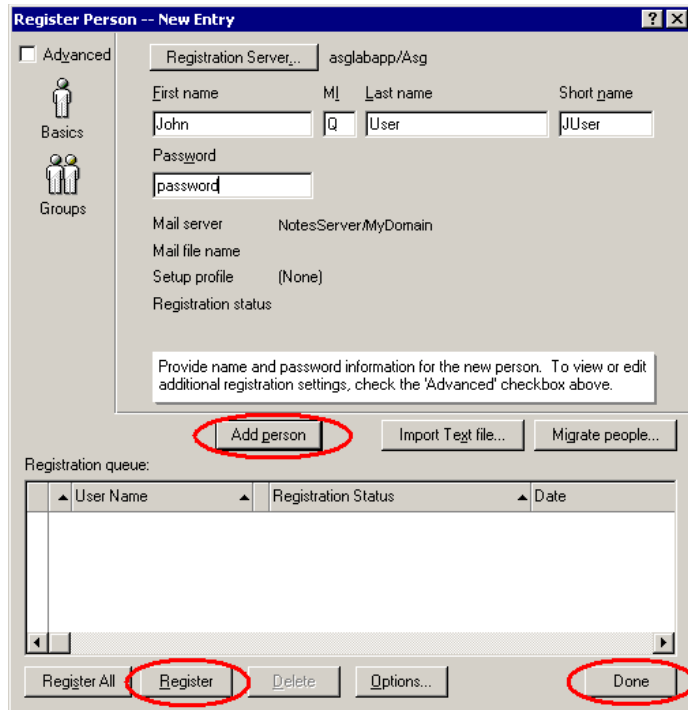 Register Person -- New Entry
Advanced
Registration Server... asglabapp/Asg
First name MI Last name Short name
John Q User JUser
Basics
Password
password
Groups
Mail server NotesServer/MyDomain
Mail file name
Setup profile (None)
Registration status
Provide name and password information for the new person. To view or edit
additional registration settings, check the 'Advanced' checkbox above.
Add person Import Text file... Migrate people...
Registration queue:
User Name Registration Status Date
Register All Register Delete Options... Done